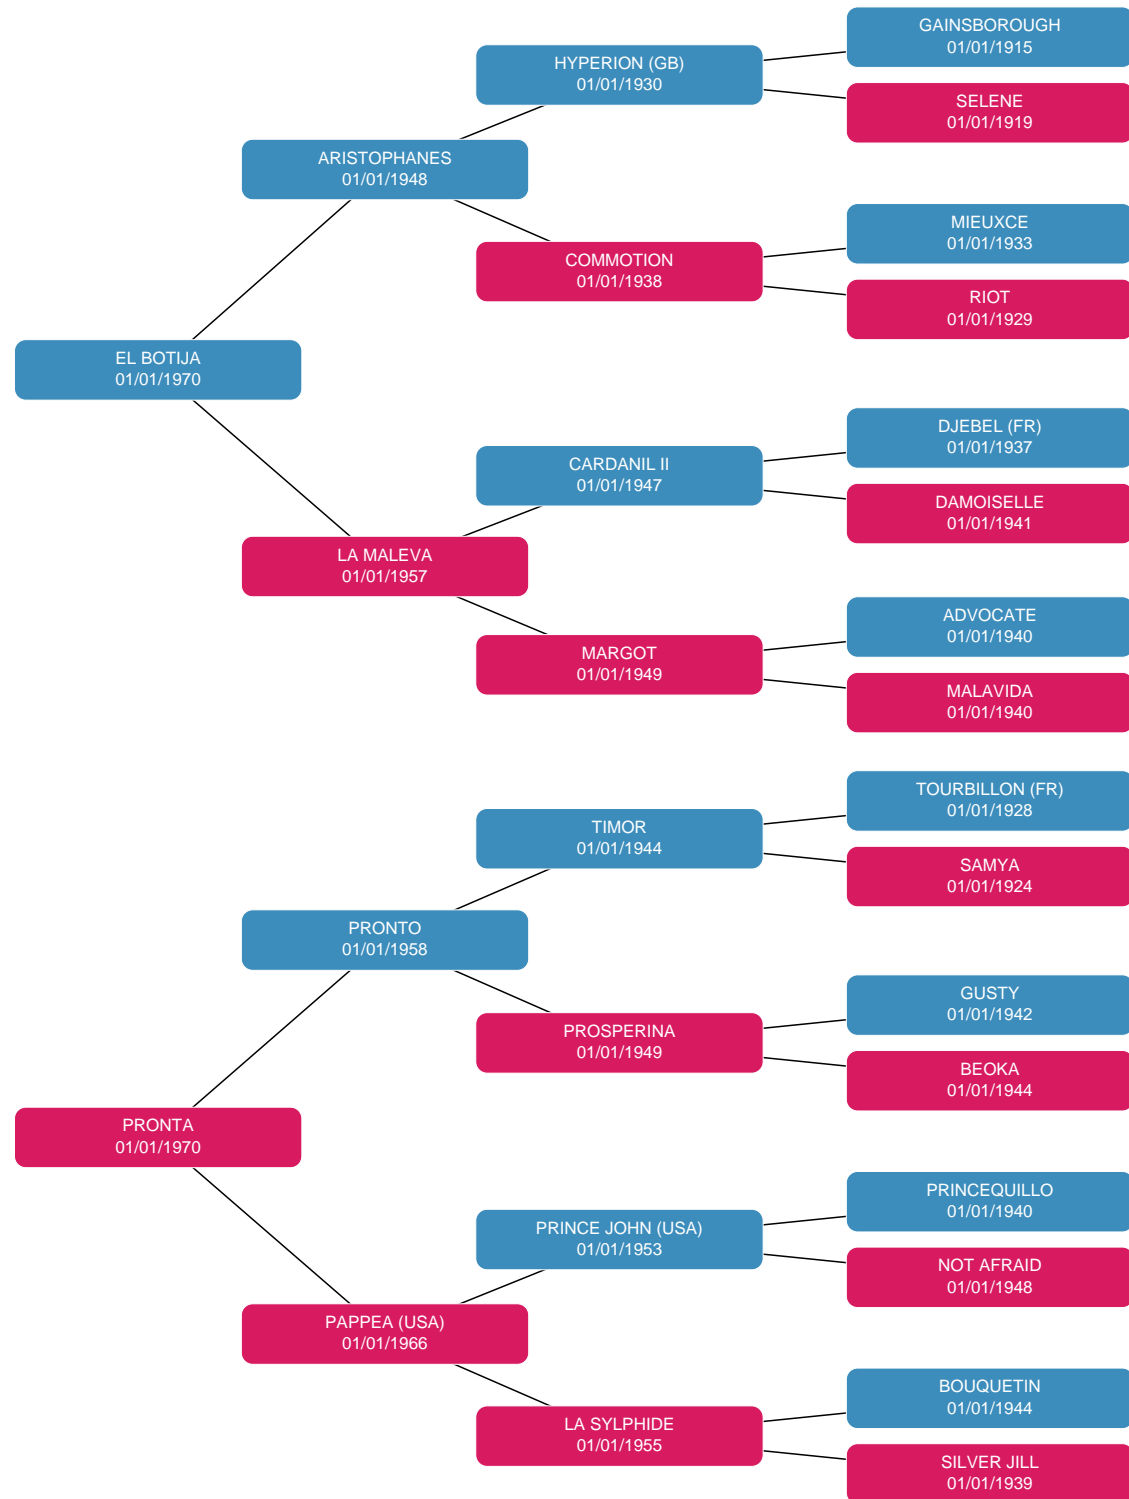 GAINSBOROUGH
01/01/1915
HYPERION (GB)
01/01/1930
SELENE
01/01/1919
ARISTOPHANES
01/01/1948
MIEUXCE
01/01/1933
COMMOTION
01/01/1938
RIOT
01/01/1929
EL BOTIJA
01/01/1970
DJEBEL (FR)
01/01/1937
CARDANIL II
01/01/1947
DAMOISELLE
01/01/1941
LA MALEVA
01/01/1957
ADVOCATE
01/01/1940
MARGOT
01/01/1949
MALAVIDA
01/01/1940
TOURBILLON (FR)
01/01/1928
TIMOR
01/01/1944
SAMYA
01/01/1924
PRONTO
01/01/1958
GUSTY
01/01/1942
PROSPERINA
01/01/1949
BEOKA
01/01/1944
PRONTA
01/01/1970
PRINCEQUILLO
01/01/1940
PRINCE JOHN (USA)
01/01/1953
NOT AFRAID
01/01/1948
PAPPEA (USA)
01/01/1966
BOUQUETIN
01/01/1944
LA SYLPHIDE
01/01/1955
SILVER JILL
01/01/1939